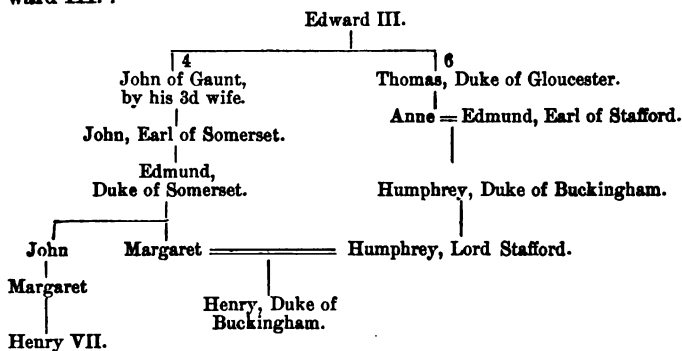 ward III. :
Edward III.
4 6
John of Gaunt, Thomas, Duke of Gloucester.
by his 3d wife.
Anne = Edmund, Earl of Stafford.
John, Earl of Somerset.
Edmund,
Duke of Somerset. Humphrey, Duke of Buckingham.
John Margaret = Humphrey, Lord Stafford.
Margaret
Henry, Duke of
Buckingham.
Henry VII.